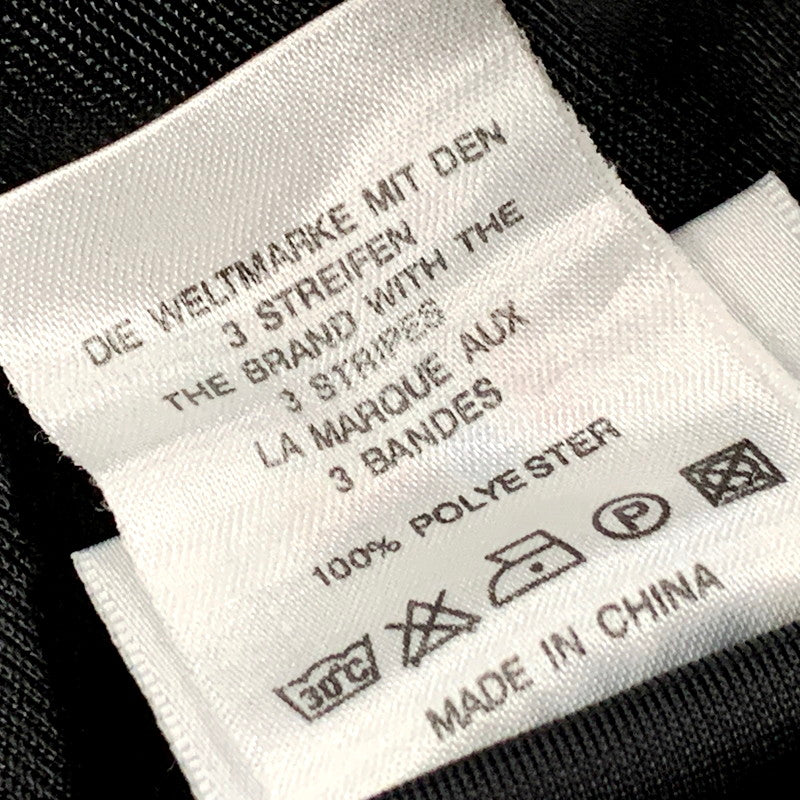 DIE WELTMARKE MIT DEN
3 STREIFEN
THE BRAND WITH THE
3 STRIPES
LA MARQUE AUX
3 BANDES
100% POLYESTER
30°C P
MADE IN CHINA